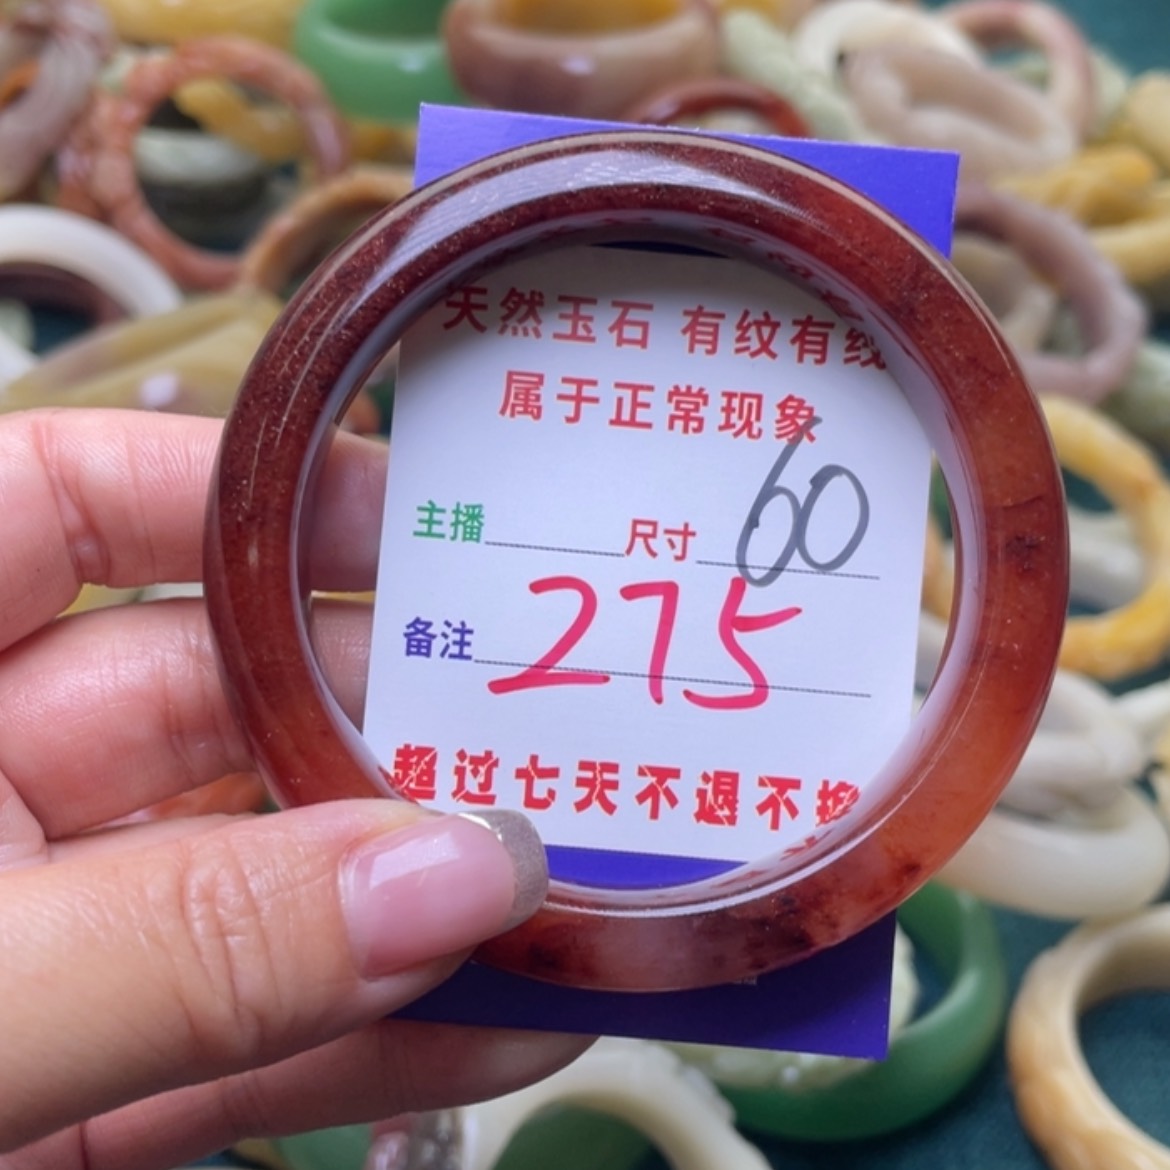 天然玉石 有纹有线
属于正常现象
主播 尺寸 60
备注 275
超过七天不退不换